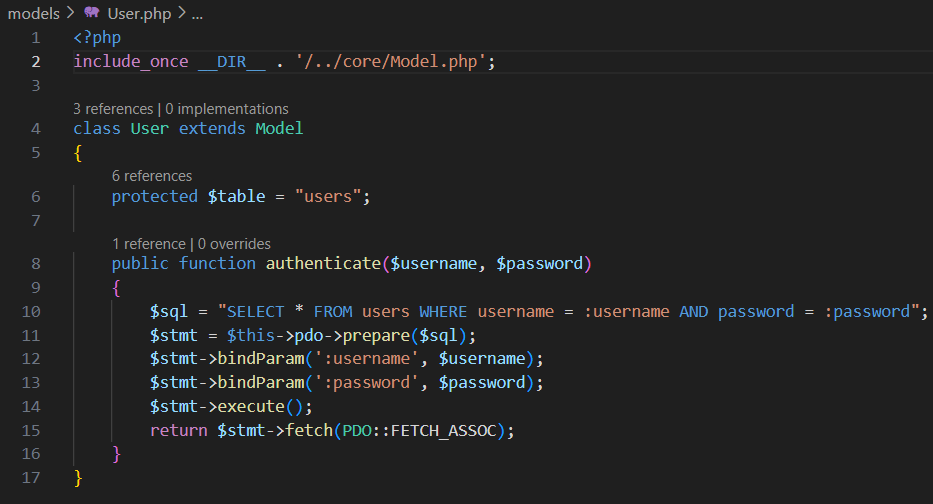 models > User.php > ...
1 <?php
2 include_once __DIR__ . '/../core/Model.php';
3
3 references | 0 implementations
4 class User extends Model
5 {
6 references
6 protected $table = "users";
7
1 reference | 0 overrides
8 public function authenticate($username, $password)
9 {
10 $sql = "SELECT * FROM users WHERE username = :username AND password = :password";
11 $stmt = $this->pdo->prepare($sql);
12 $stmt->bindParam(':username', $username);
13 $stmt->bindParam(':password', $password);
14 $stmt->execute();
15 return $stmt->fetch(PDO::FETCH_ASSOC);
16 }
17 }